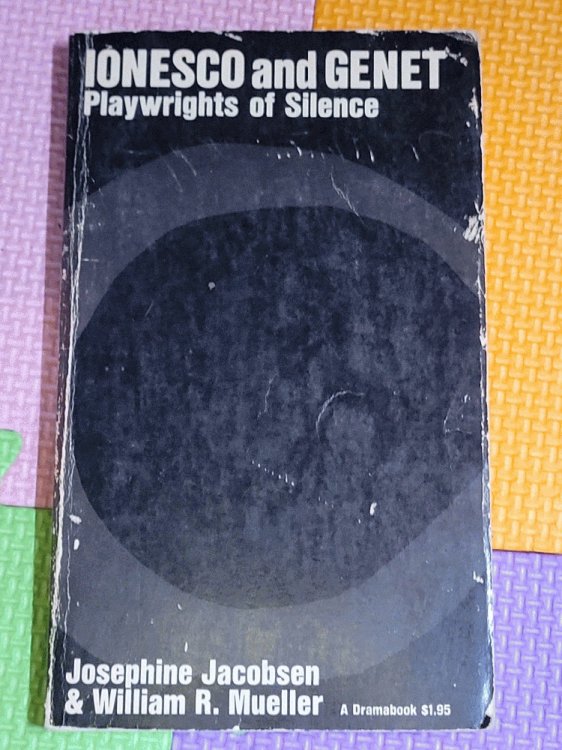 IONESCO and GENET
Playwrights of Silence
Josephine Jacobsen
& William R. Mueller
A Dramabook $1.95